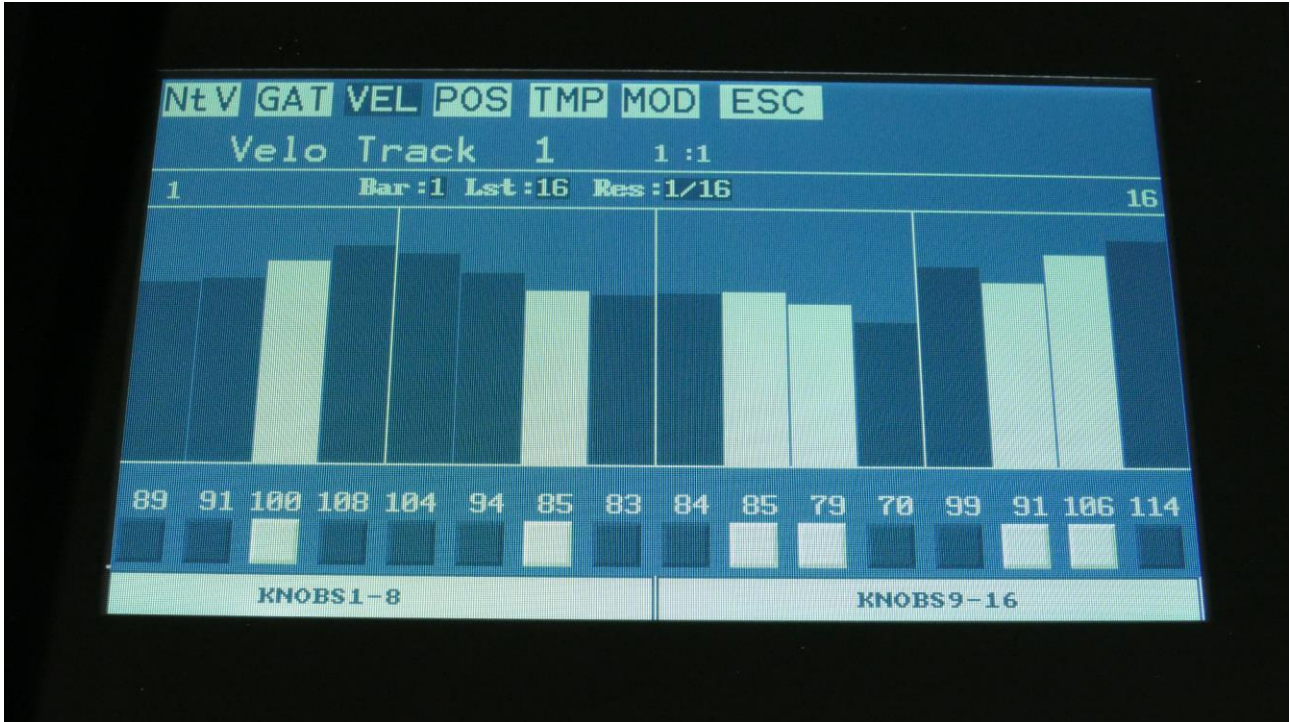 Nt V GAT VEL POS TMP MOD ESC
Velo Track 1 1 :1
1 Bar :1 Lst :16 Res :1/16 16
89 91 100 108 104 94 85 83 84 85 79 70 99 91 106 114
KNOBS1-8 KNOBS9-16